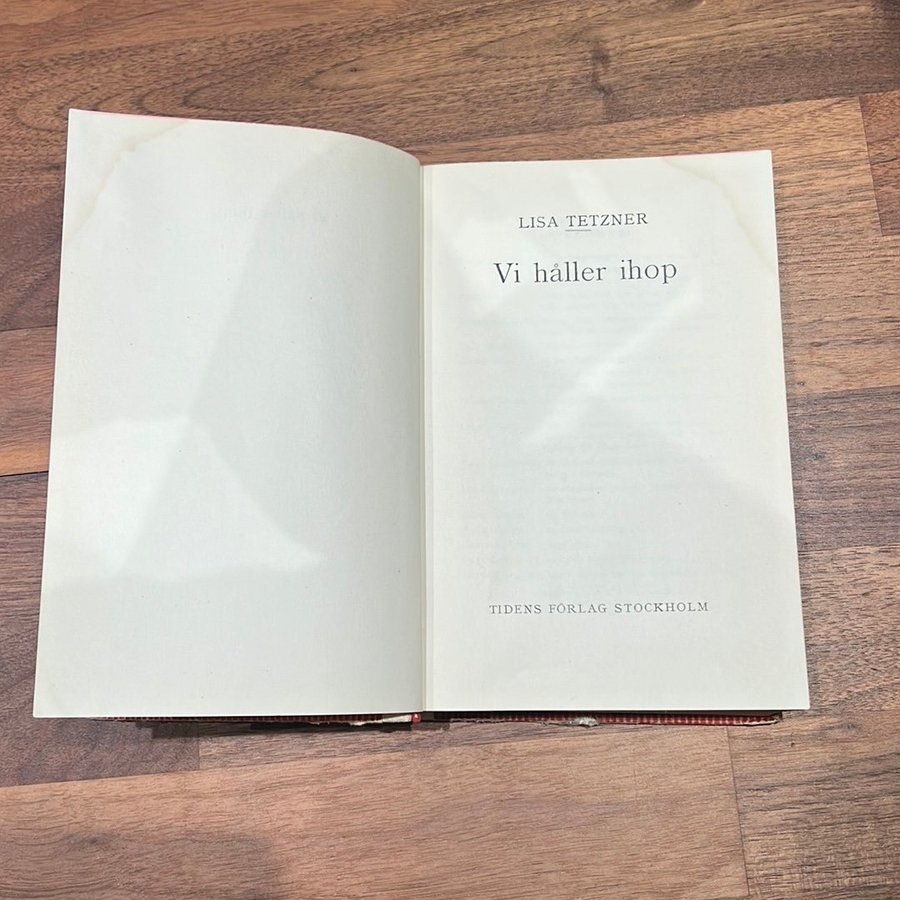 LISA TETZNER
Vi håller ihop
TIDENS FÖRLAG STOCKHOLM